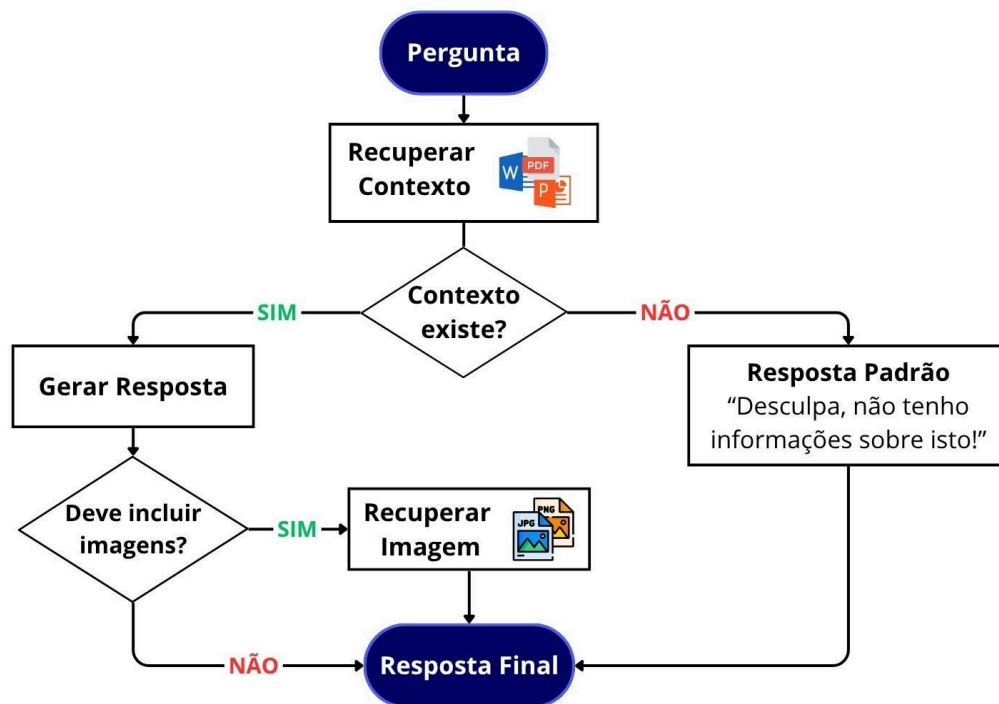 Pergunta
Recuperar
Contexto
W
PDF
P
Contexto
existe?
SIM
NÃO
Gerar Resposta
Resposta Padrão
“Desculpa, não tenho
informações sobre isto!”
Deve incluir
imagens?
SIM
Recuperar
Imagem
PNG
JPG
NÃO
Resposta Final